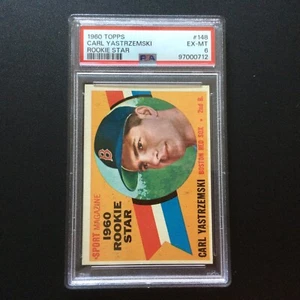 1960 TOPPS #148
CARL YASTRZEMSKI EX-MT
ROOKIE STAR 6
PSA 97000712
SPORT MAGAZINE
1960
ROOKIE
STAR
B
CARL YASTRZEMSKI
BOSTON RED SOX • 2nd B.